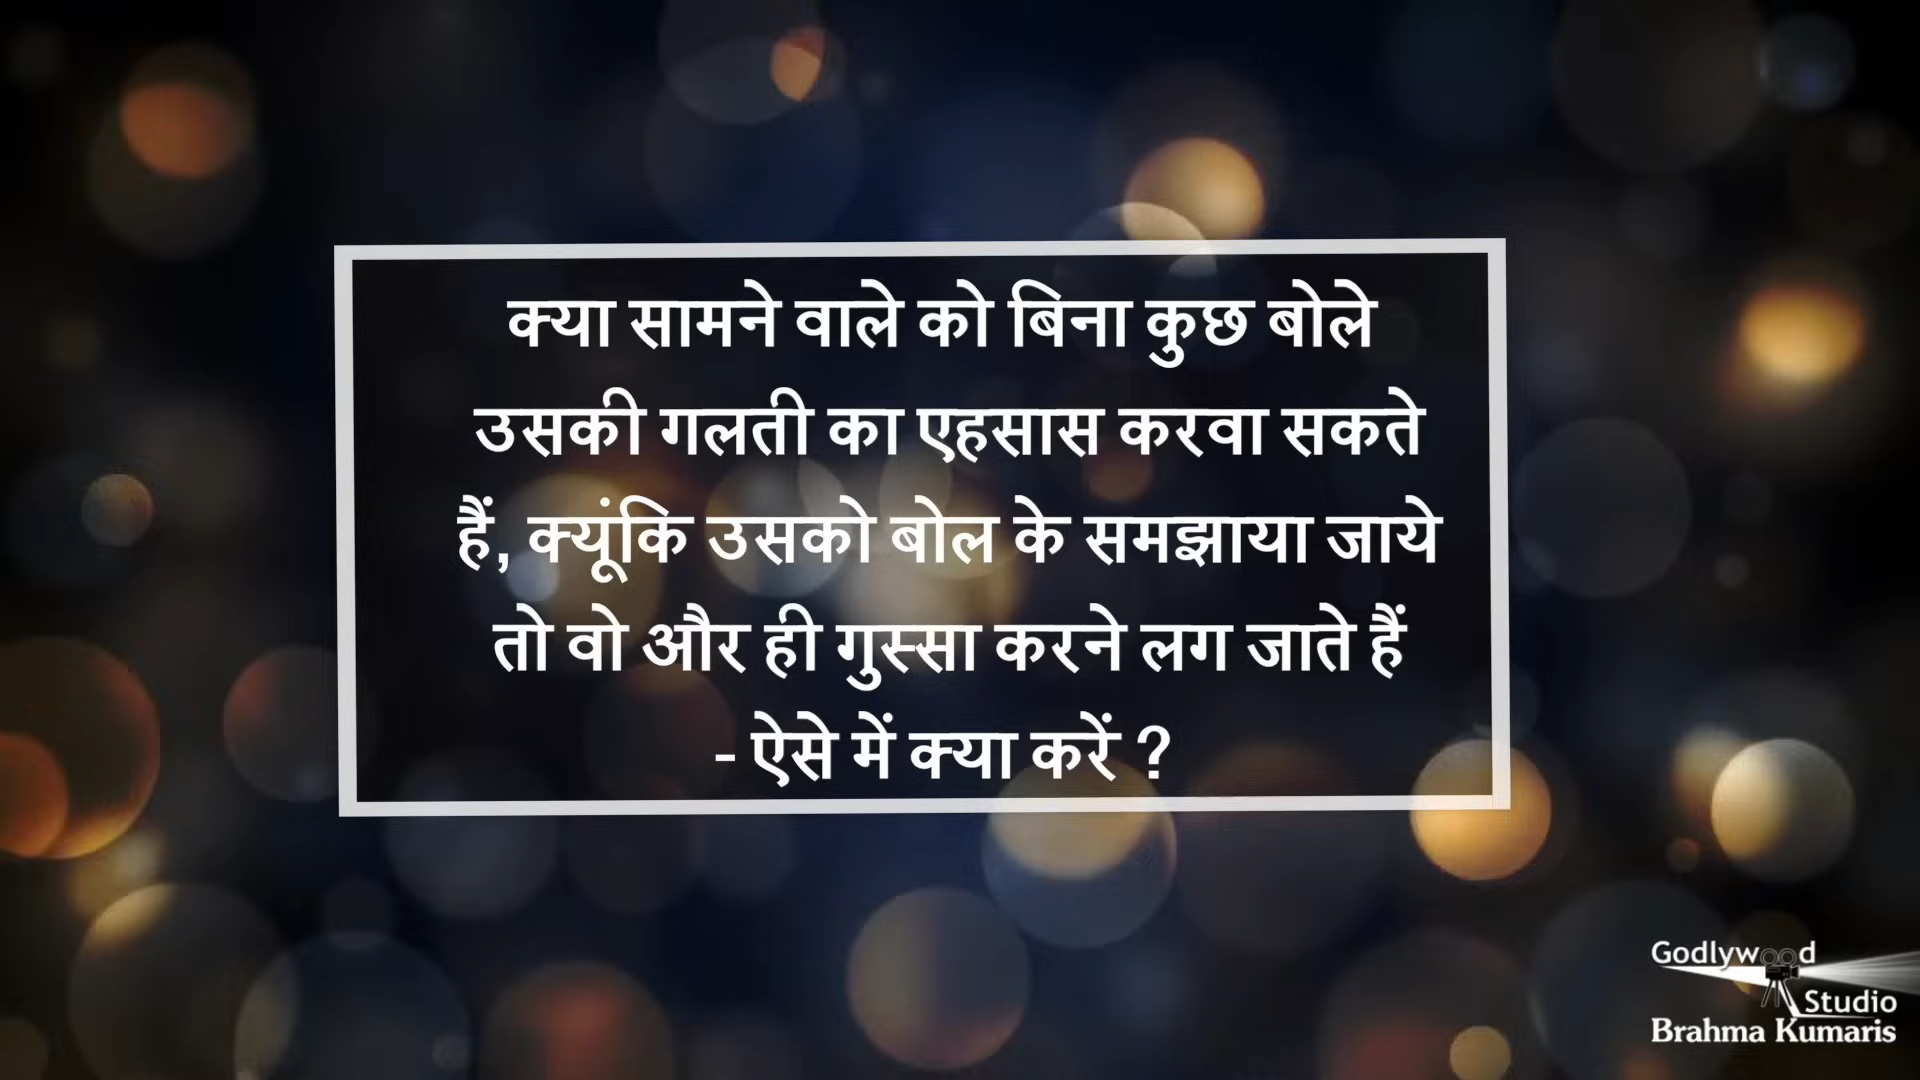 क्या सामने वाले को बिना कुछ बोले
उसकी गलती का एहसास करवा सकते
हैं, क्यूंकि उसको बोल के समझाया जाये
तो वो और ही गुस्सा करने लग जाते हैं
- ऐसे में क्या करें ?
Godlywood
Studio
Brahma Kumaris